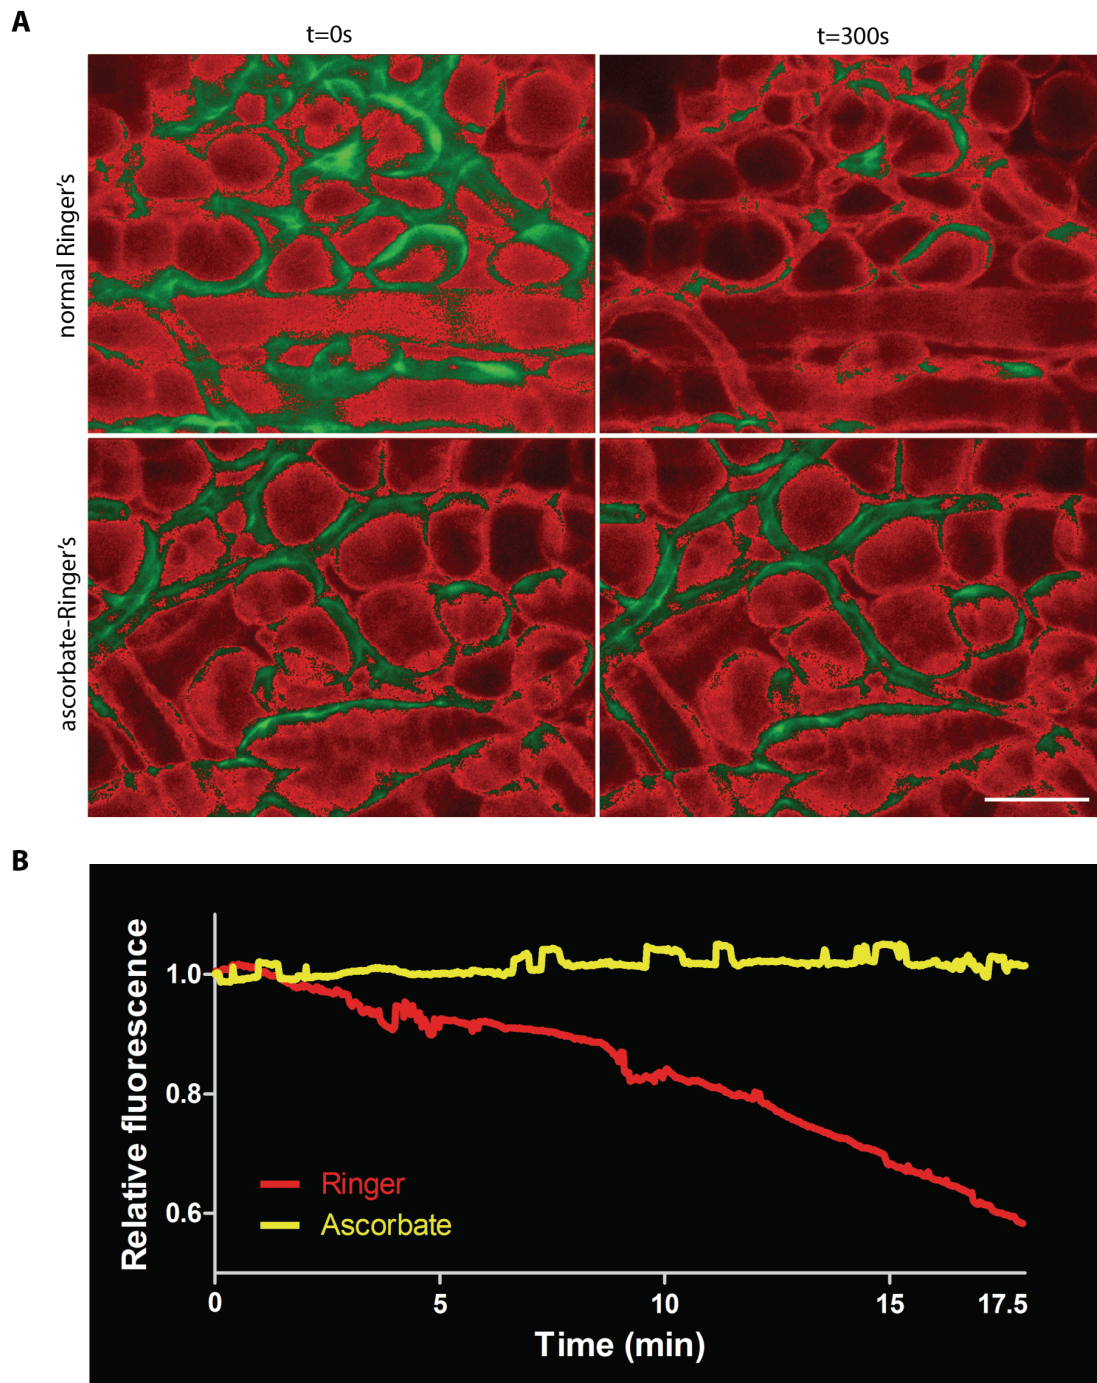 A
t=0s
t=300s
normal Ringer's
ascorbate-Ringer's
B
Relative fluorescence
1.0
0.8
0.6
Ringer
Ascorbate
0
5
10
15
17.5
Time (min)